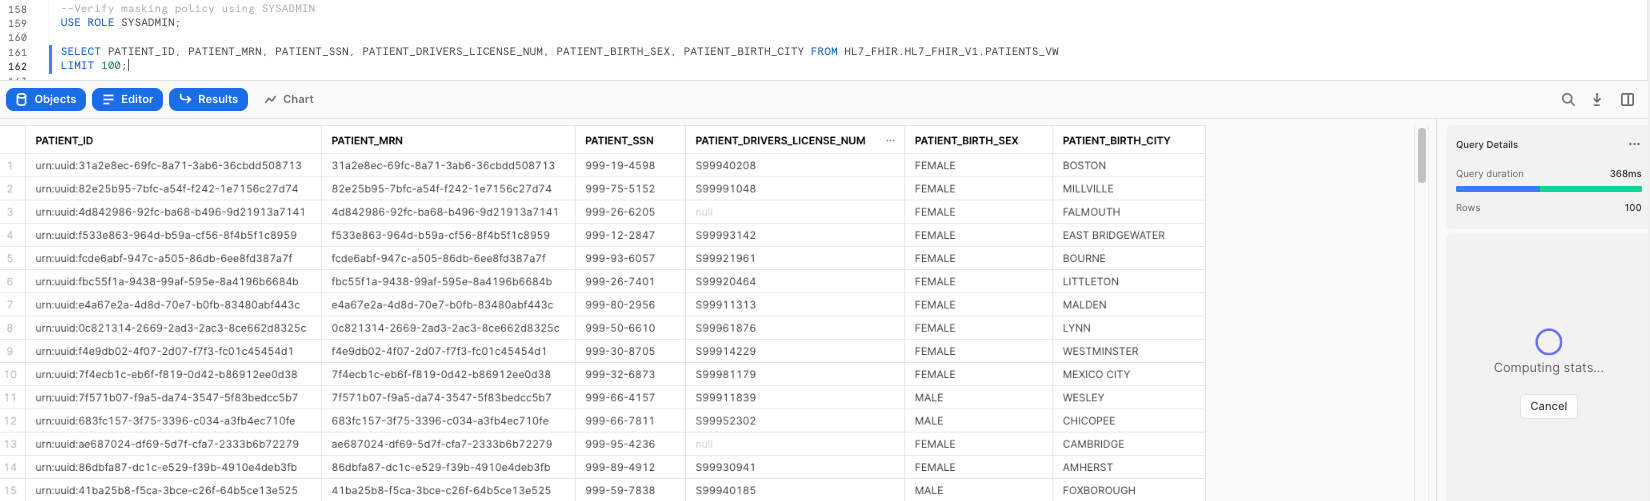 158 --Verify masking policy using SYSADMIN
159 USE ROLE SYSADMIN;
160
161 SELECT PATIENT_ID, PATIENT_MRN, PATIENT_SSN, PATIENT_DRIVERS_LICENSE_NUM, PATIENT_BIRTH_SEX, PATIENT_BIRTH_CITY FROM HL7_FHIR.HL7_FHIR_V1.PATIENTS_VW
162 LIMIT 100;
Objects Editor Results Chart
PATIENT_ID PATIENT_MRN PATIENT_SSN PATIENT_DRIVERS_LICENSE_NUM ... PATIENT_BIRTH_SEX PATIENT_BIRTH_CITY
1 urn:uuid:31a2e8ec-69fc-8a71-3ab6-36cbdd508713 31a2e8ec-69fc-8a71-3ab6-36cbdd508713 999-19-4598 S99940208 FEMALE BOSTON
2 urn:uuid:82e25b95-7bfc-a54f-f242-1e7156c27d74 82e25b95-7bfc-a54f-f242-1e7156c27d74 999-75-5152 S99991048 FEMALE MILLVILLE
3 urn:uuid:4d842986-92fc-ba68-b496-9d21913a7141 4d842986-92fc-ba68-b496-9d21913a7141 999-26-6205 null FEMALE FALMOUTH
4 urn:uuid:f533e863-964d-b59a-cf56-8f4b5f1c8959 f533e863-964d-b59a-cf56-8f4b5f1c8959 999-12-2847 S99993142 FEMALE EAST BRIDGEWATER
5 urn:uuid:fcde6abf-947c-a505-86db-6ee8fd387a7f fcde6abf-947c-a505-86db-6ee8fd387a7f 999-93-6057 S99921961 FEMALE BOURNE
6 urn:uuid:fbc55f1a-9438-99af-595e-8a4196b6684b fbc55f1a-9438-99af-595e-8a4196b6684b 999-26-7401 S99920464 FEMALE LITTLETON
7 urn:uuid:e4a67e2a-4d8d-70e7-b0fb-83480abf443c e4a67e2a-4d8d-70e7-b0fb-83480abf443c 999-80-2956 S99911313 FEMALE MALDEN
8 urn:uuid:0c821314-2669-2ad3-2ac3-8ce662d8325c 0c821314-2669-2ad3-2ac3-8ce662d8325c 999-50-6610 S99961876 FEMALE LYNN
9 urn:uuid:f4e9db02-4f07-2d07-f7f3-fc01c45454d1 f4e9db02-4f07-2d07-f7f3-fc01c45454d1 999-30-8705 S99914229 FEMALE WESTMINSTER
10 urn:uuid:7f4ecb1c-eb6f-f819-0d42-b86912ee0d38 7f4ecb1c-eb6f-f819-0d42-b86912ee0d38 999-32-6873 S99981179 FEMALE MEXICO CITY
11 urn:uuid:7f571b07-f9a5-da74-3547-5f83bedcc5b7 7f571b07-f9a5-da74-3547-5f83bedcc5b7 999-66-4157 S99911839 MALE WESLEY
12 urn:uuid:683fc157-3f75-3396-c034-a3fb4ec710fe 683fc157-3f75-3396-c034-a3fb4ec710fe 999-66-7811 S99952302 MALE CHICOPEE
13 urn:uuid:ae687024-df69-5d7f-cfa7-2333b6b72279 ae687024-df69-5d7f-cfa7-2333b6b72279 999-95-4236 null FEMALE CAMBRIDGE
14 urn:uuid:86dbfa87-dc1c-e529-f39b-4910e4deb3fb 86dbfa87-dc1c-e529-f39b-4910e4deb3fb 999-89-4912 S99930941 FEMALE AMHERST
15 urn:uuid:41ba25b8-f5ca-3bce-c26f-64b5ce13e525 41ba25b8-f5ca-3bce-c26f-64b5ce13e525 999-59-7838 S99940185 MALE FOXBOROUGH
Query Details ...
Query duration 368ms
Rows 100
Computing stats...
Cancel